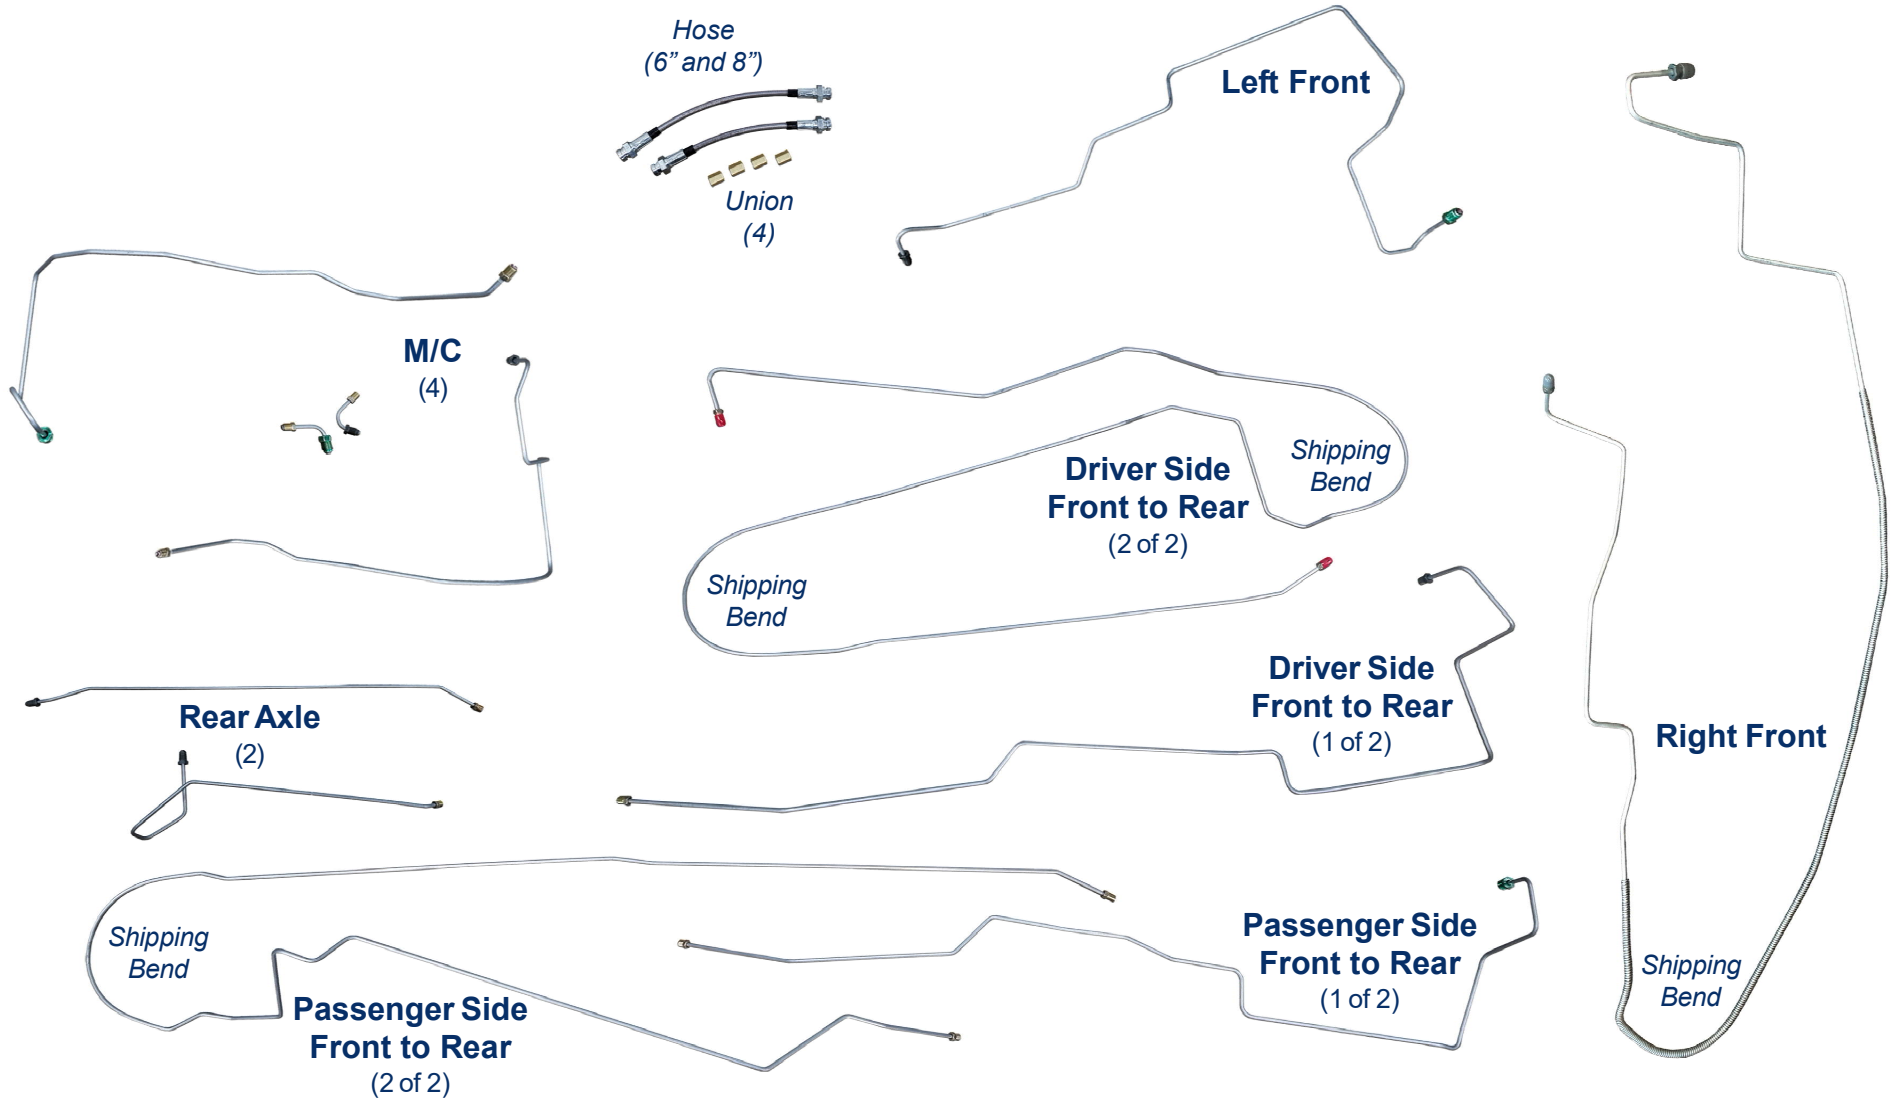 Hose
(6” and 8”)
Union
(4)
Left Front
M/C
(4)
Shipping
Bend
Driver Side
Front to Rear
(2 of 2)
Shipping
Bend
Driver Side
Front to Rear
(1 of 2)
Rear Axle
(2)
Right Front
Shipping
Bend
Passenger Side
Front to Rear
(2 of 2)
Passenger Side
Front to Rear
(1 of 2)
Shipping
Bend